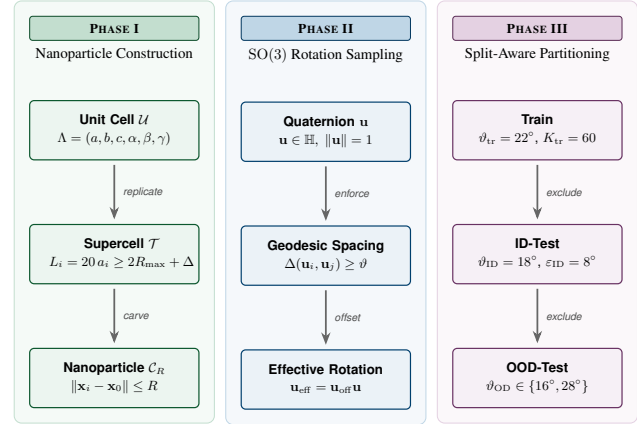 PHASE I
Nanoparticle Construction
Unit Cell 𝒰
Λ = (a, b, c, α, β, γ)
replicate
Supercell 𝒯
L_i = 20 a_i ≥ 2R_max + Δ
carve
Nanoparticle 𝒞_R
‖x_i − x_0‖ ≤ R
PHASE II
SO(3) Rotation Sampling
Quaternion u
u ∈ ℍ, ‖u‖ = 1
enforce
Geodesic Spacing
Δ(u_i, u_j) ≥ ϑ
offset
Effective Rotation
u_eff = u_off u
PHASE III
Split-Aware Partitioning
Train
ϑ_tr = 22°, K_tr = 60
exclude
ID-Test
ϑ_ID = 18°, ε_ID = 8°
exclude
OOD-Test
ϑ_OD ∈ {16°, 28°}